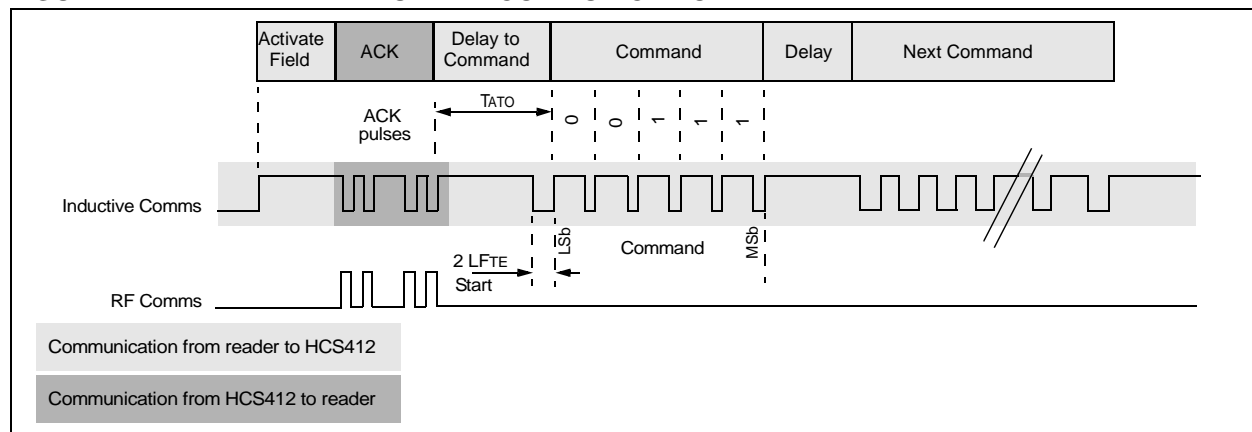 Activate Field
ACK
Delay to Command
Command
Delay
Next Command
ACK pulses
TATO
0 0 1 1 1
Inductive Comms
LSb
Command
MSb
2 LFTE
Start
RF Comms
Communication from reader to HCS412
Communication from HCS412 to reader